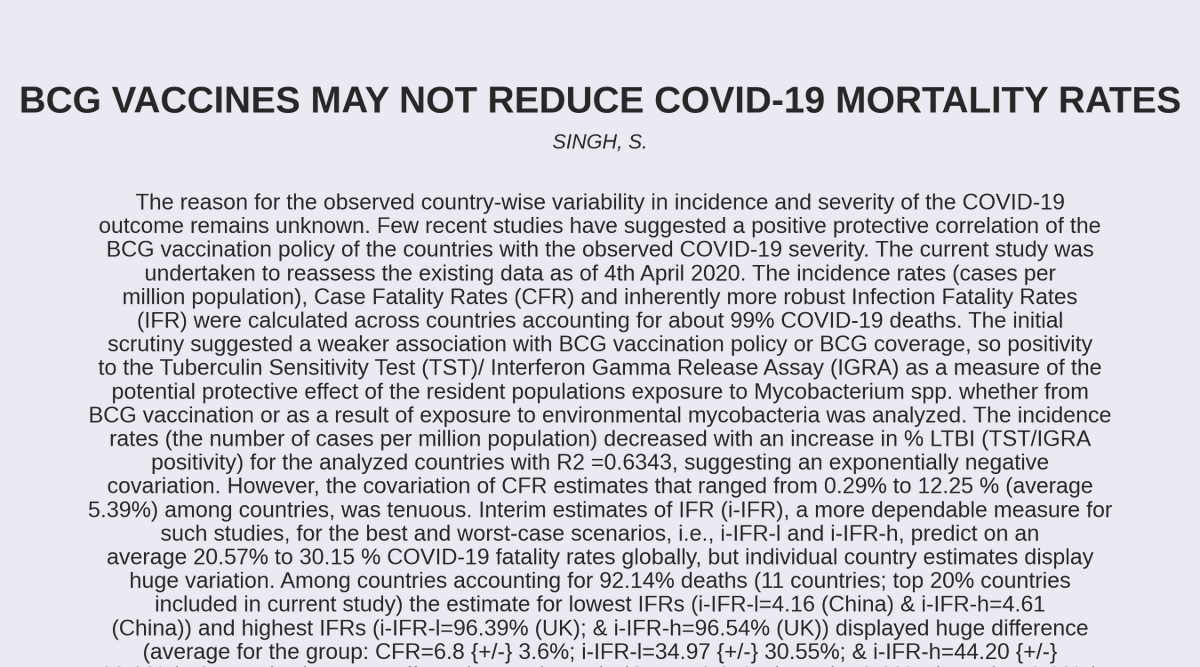 BCG VACCINES MAY NOT REDUCE COVID-19 MORTALITY RATES
SINGH, S.
The reason for the observed country-wise variability in incidence and severity of the COVID-19
outcome remains unknown. Few recent studies have suggested a positive protective correlation of the
BCG vaccination policy of the countries with the observed COVID-19 severity. The current study was
undertaken to reassess the existing data as of 4th April 2020. The incidence rates (cases per
million population), Case Fatality Rates (CFR) and inherently more robust Infection Fatality Rates
(IFR) were calculated across countries accounting for about 99% COVID-19 deaths. The initial
scrutiny suggested a weaker association with BCG vaccination policy or BCG coverage, so positivity
to the Tuberculin Sensitivity Test (TST)/ Interferon Gamma Release Assay (IGRA) as a measure of the
potential protective effect of the resident populations exposure to Mycobacterium spp. whether from
BCG vaccination or as a result of exposure to environmental mycobacteria was analyzed. The incidence
rates (the number of cases per million population) decreased with an increase in % LTBI (TST/IGRA
positivity) for the analyzed countries with R2 =0.6343, suggesting an exponentially negative
covariation. However, the covariation of CFR estimates that ranged from 0.29% to 12.25 % (average
5.39%) among countries, was tenuous. Interim estimates of IFR (i-IFR), a more dependable measure for
such studies, for the best and worst-case scenarios, i.e., i-IFR-l and i-IFR-h, predict on an
average 20.57% to 30.15 % COVID-19 fatality rates globally, but individual country estimates display
huge variation. Among countries accounting for 92.14% deaths (11 countries; top 20% countries
included in current study) the estimate for lowest IFRs (i-IFR-l=4.16 (China) & i-IFR-h=4.61
(China)) and highest IFRs (i-IFR-l=96.39% (UK); & i-IFR-h=96.54% (UK)) displayed huge difference
(average for the group: CFR=6.8 {+/-} 3.6%; i-IFR-l=34.97 {+/-} 30.55%; & i-IFR-h=44.20 {+/-}